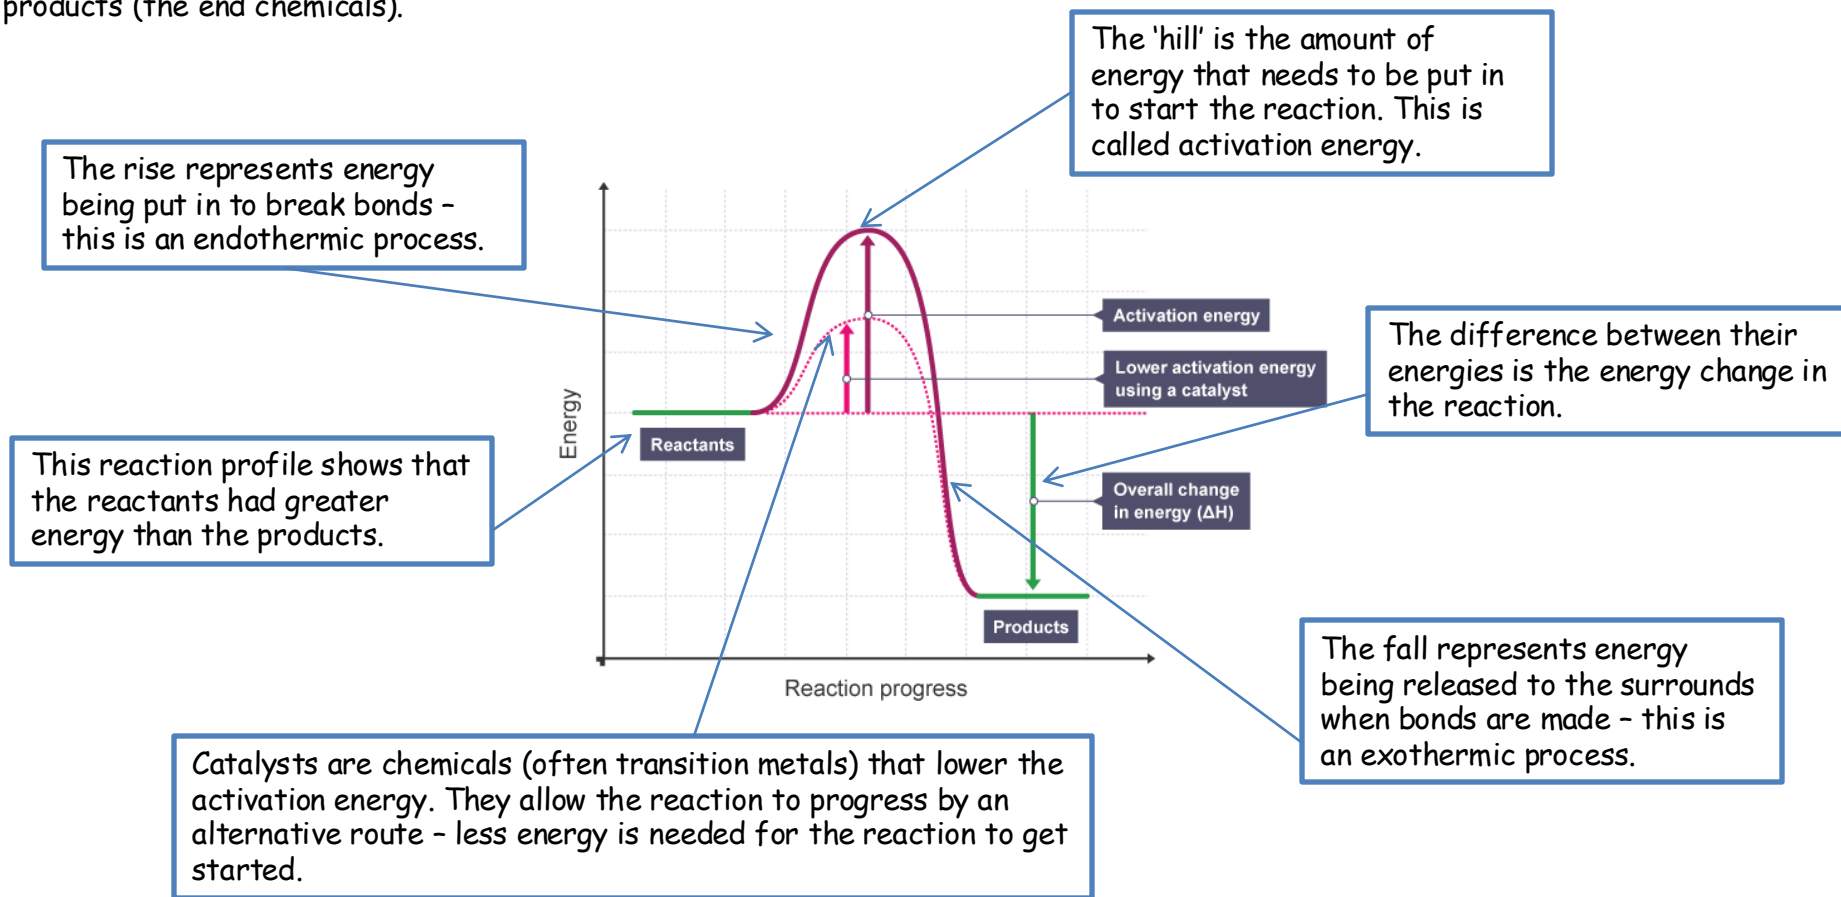 products (the end chemicals).
The ‘hill’ is the amount of
energy that needs to be put in
to start the reaction. This is
called activation energy.
The rise represents energy
being put in to break bonds –
this is an endothermic process.
Activation energy
Lower activation energy
using a catalyst
The difference between their
energies is the energy change in
the reaction.
Energy
Reactants
This reaction profile shows that
the reactants had greater
energy than the products.
Overall change
in energy (ΔH)
Products
The fall represents energy
being released to the surrounds
when bonds are made – this is
an exothermic process.
Reaction progress
Catalysts are chemicals (often transition metals) that lower the
activation energy. They allow the reaction to progress by an
alternative route – less energy is needed for the reaction to get
started.